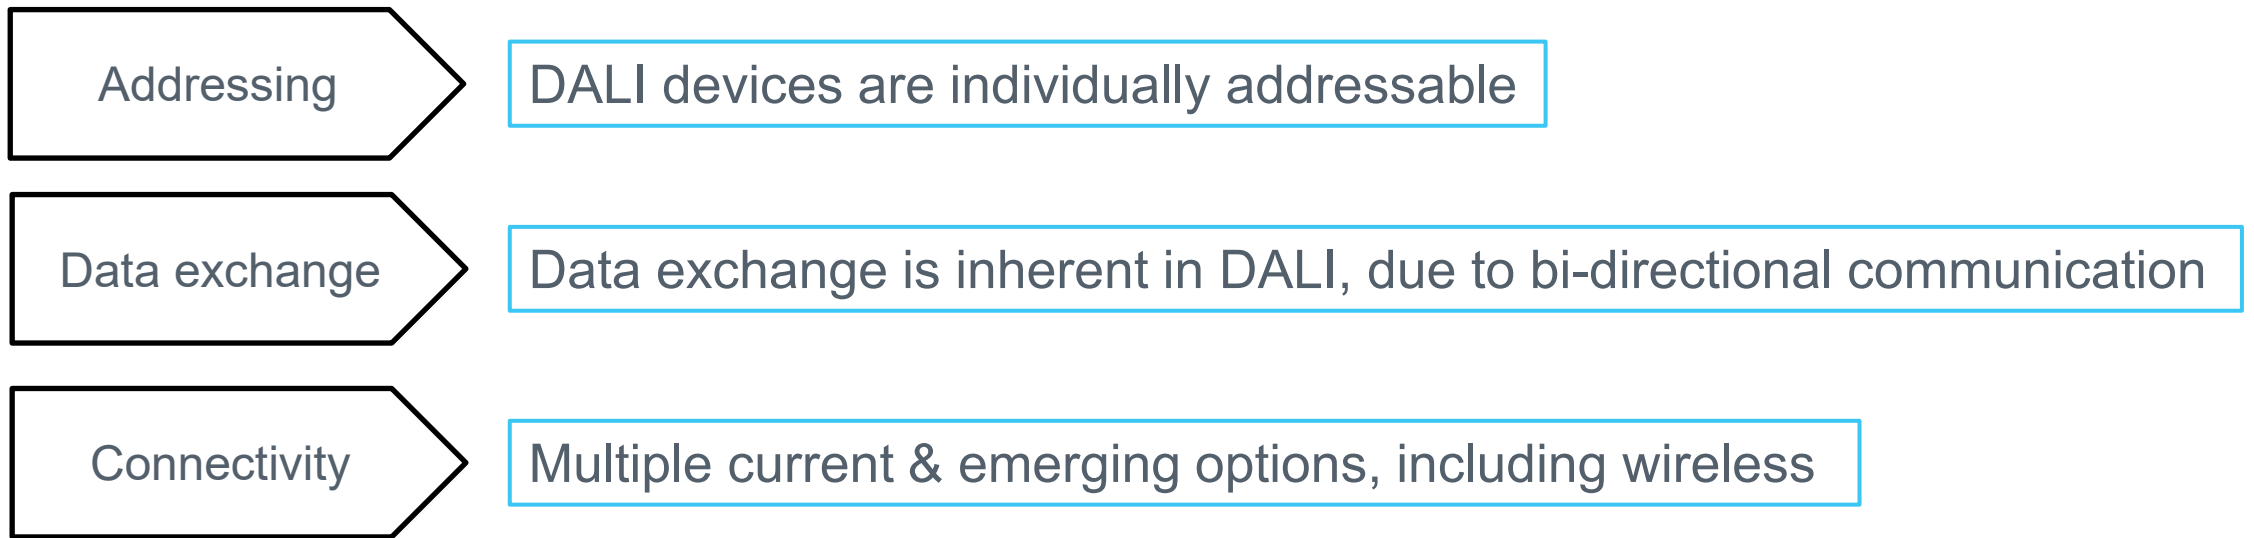 Addressing
DALI devices are individually addressable
Data exchange
Data exchange is inherent in DALI, due to bi-directional communication
Connectivity
Multiple current & emerging options, including wireless